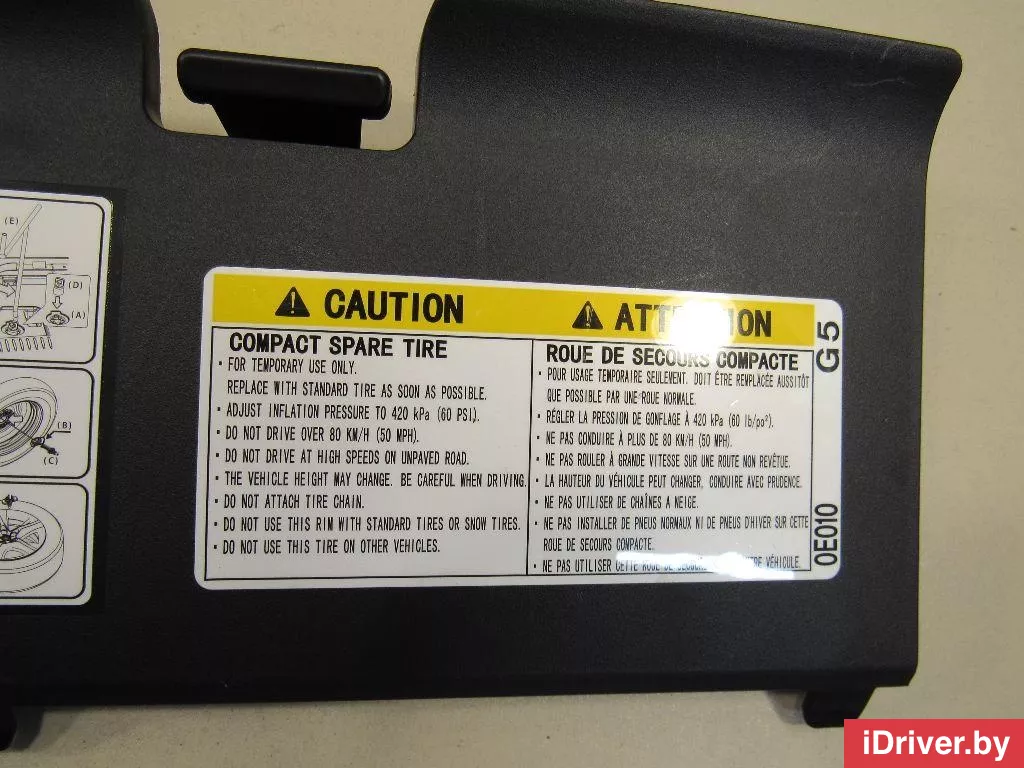 (E)
(D)
(A)
(B)
(C)
⚠ CAUTION
COMPACT SPARE TIRE
・FOR TEMPORARY USE ONLY.
REPLACE WITH STANDARD TIRE AS SOON AS POSSIBLE.
・ADJUST INFLATION PRESSURE TO 420 kPa (60 PSI).
・DO NOT DRIVE OVER 80 KM/H (50 MPH).
・DO NOT DRIVE AT HIGH SPEEDS ON UNPAVED ROAD.
・THE VEHICLE HEIGHT MAY CHANGE. BE CAREFUL WHEN DRIVING.
・DO NOT ATTACH TIRE CHAIN.
・DO NOT USE THIS RIM WITH STANDARD TIRES OR SNOW TIRES.
・DO NOT USE THIS TIRE ON OTHER VEHICLES.
⚠ ATTENTION
ROUE DE SECOURS COMPACTE
・POUR USAGE TEMPORAIRE SEULEMENT. DOIT ÊTRE REMPLACÉE AUSSITÔT
QUE POSSIBLE PAR UNE ROUE NORMALE.
・RÉGLER LA PRESSION DE GONFLAGE À 420 kPa (60 lb/po²).
・NE PAS CONDUIRE À PLUS DE 80 KM/H (50 MPH).
・NE PAS ROULER À GRANDE VITESSE SUR UNE ROUTE NON REVÊTUE.
・LA HAUTEUR DU VÉHICULE PEUT CHANGER, CONDUIRE AVEC PRUDENCE.
・NE PAS UTILISER DE CHAÎNES A NEIGE.
・NE PAS INSTALLER DE PNEUS NORMAUX NI DE PNEUS D'HIVER SUR CETTE
ROUE DE SECOURS COMPACTE.
・NE PAS UTILISER CETTE ROUE DE SECOURS VÉHICULE.
0E010 G5
iDriver.by